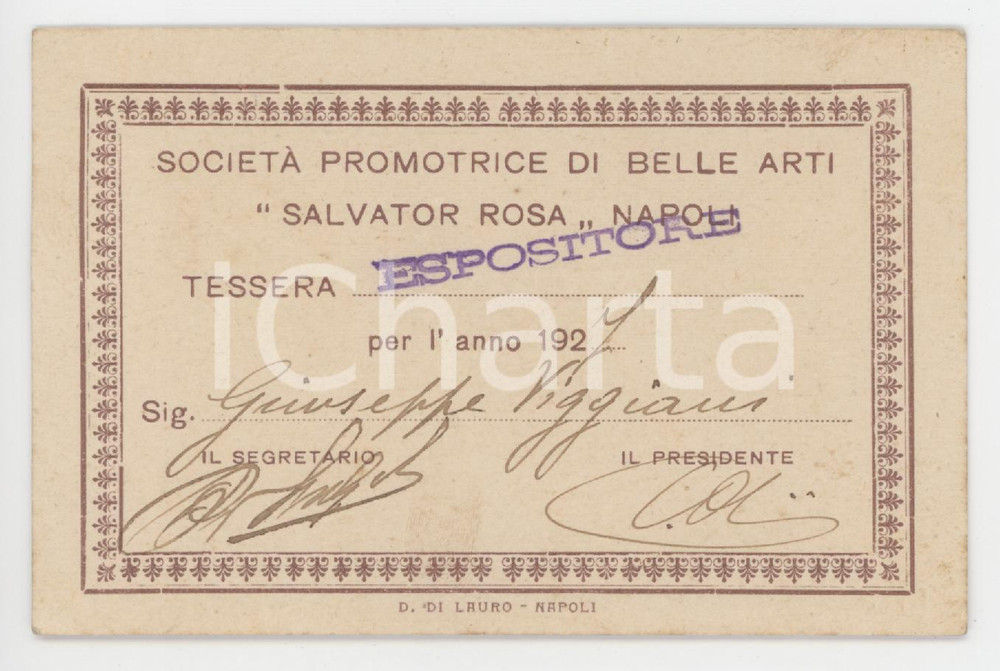 SOCIETÀ PROMOTRICE DI BELLE ARTI
“ SALVATOR ROSA „ NAPOLI
ESPOSITORE
TESSERA
per l' anno 1927
Sig. Giuseppe Viggiani
IL SEGRETARIO IL PRESIDENTE
D. DI LAURO - NAPOLI
ICharta